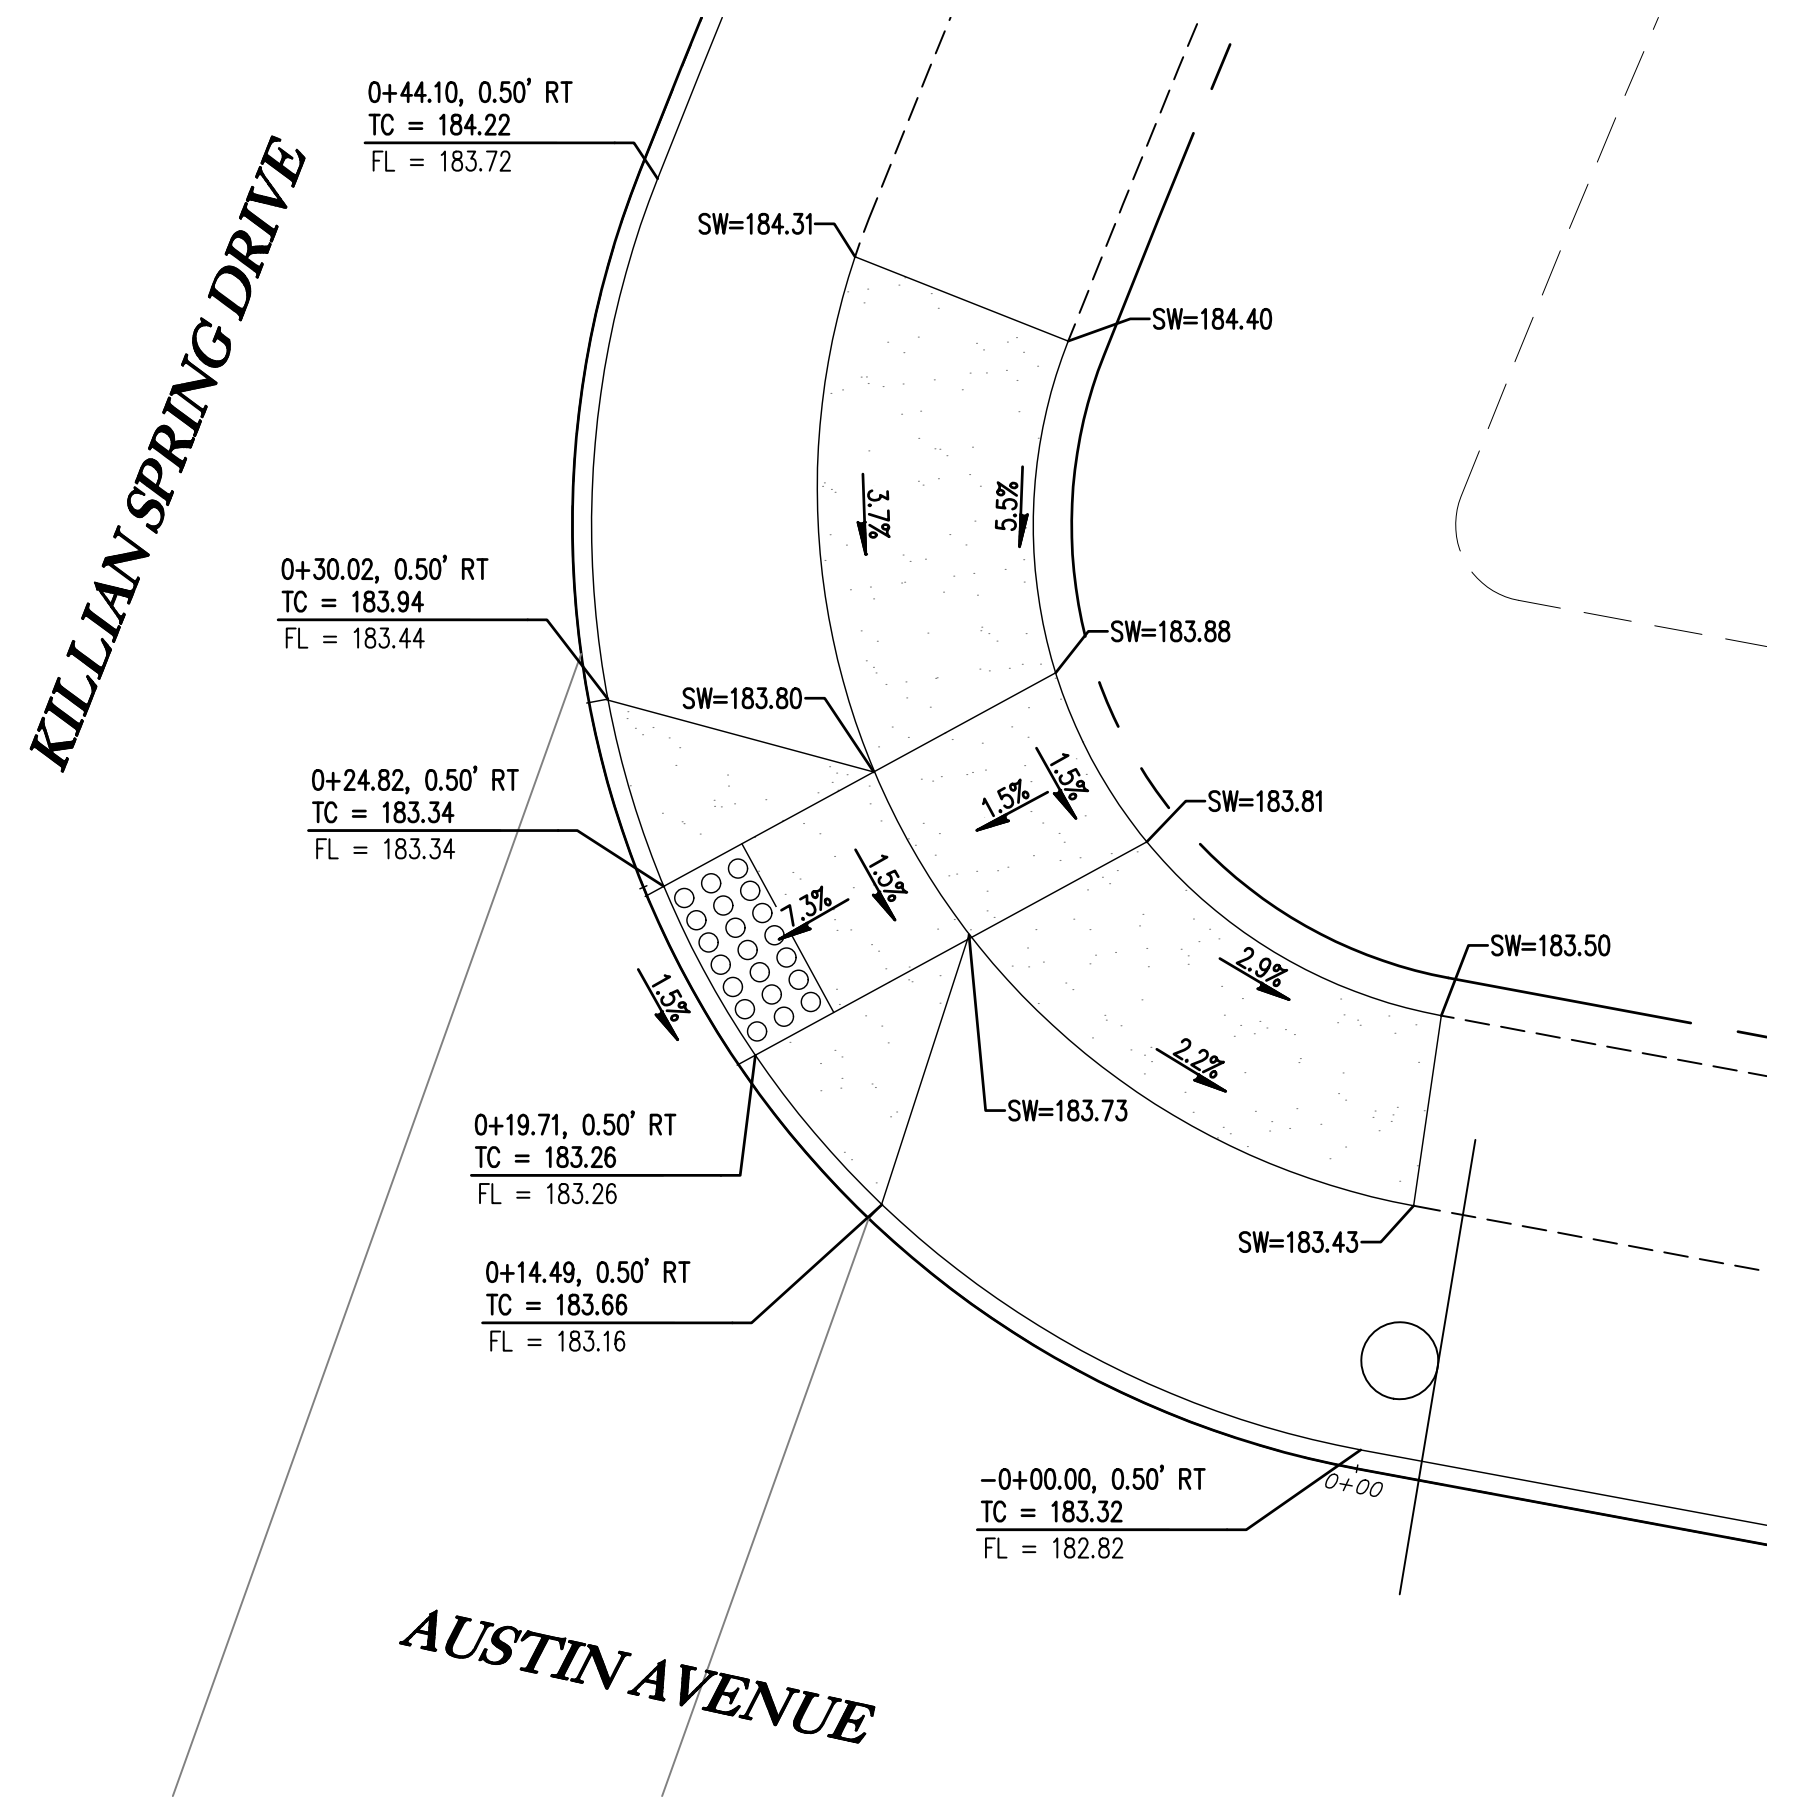 0+44.10, 0.50' RT
TC = 184.22
FL = 183.72
KILLIAN SPRING DRIVE
SW=184.31
SW=184.40
3.7%
5.5%
0+30.02, 0.50' RT
TC = 183.94
FL = 183.44
SW=183.88
SW=183.80
0+24.82, 0.50' RT
TC = 183.34
FL = 183.34
1.5%
1.5%
SW=183.81
1.5%
7.3%
1.5%
2.9%
SW=183.50
2.2%
0+19.71, 0.50' RT
TC = 183.26
FL = 183.26
SW=183.73
SW=183.43
0+14.49, 0.50' RT
TC = 183.66
FL = 183.16
-0+00.00, 0.50' RT
TC = 183.32
FL = 182.82
0+00
AUSTIN AVENUE